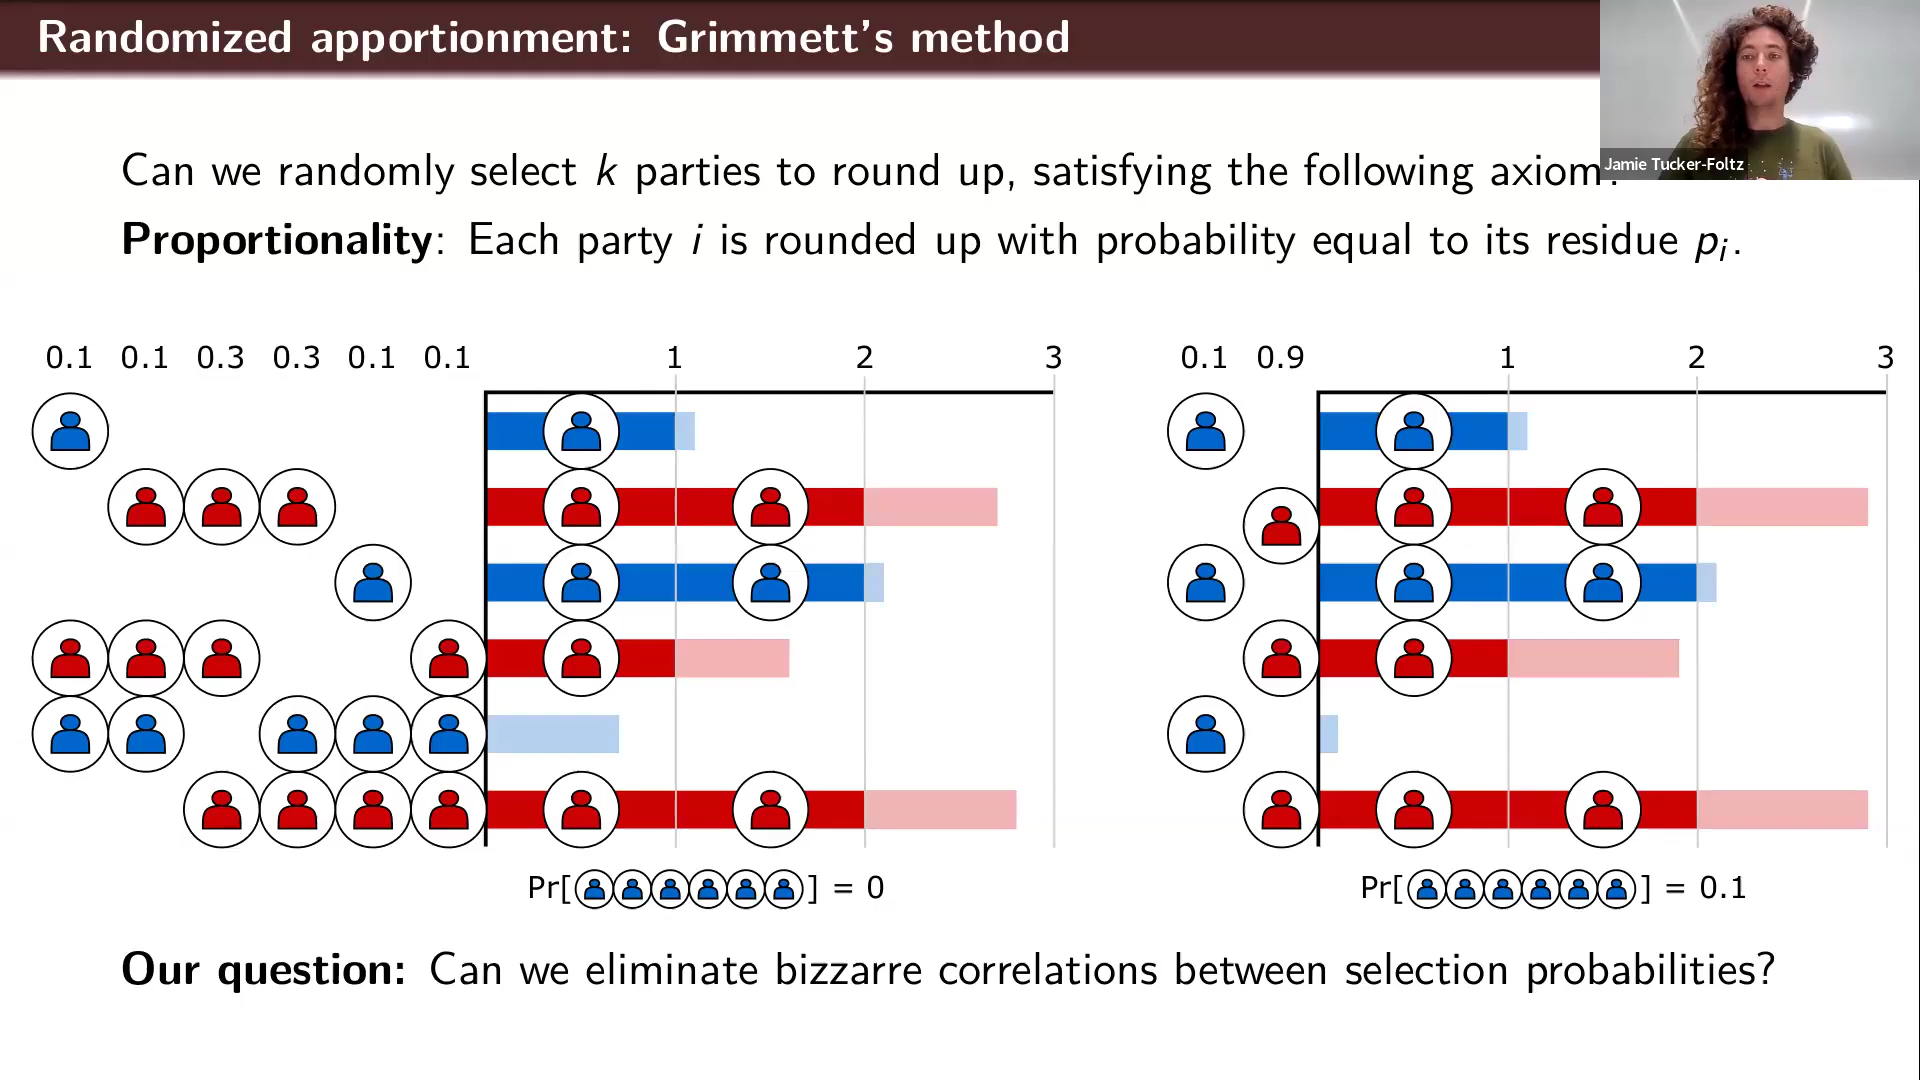 Randomized apportionment: Grimmett's method
Jamie Tucker-Foltz
Can we randomly select k parties to round up, satisfying the following axiom:
Proportionality: Each party i is rounded up with probability equal to its residue pᵢ.
0.1 0.1 0.3 0.3 0.1 0.1 1 2 3 0.1 0.9 1 2 3
Pr[ ] = 0 Pr[ ] = 0.1
Our question: Can we eliminate bizzarre correlations between selection probabilities?